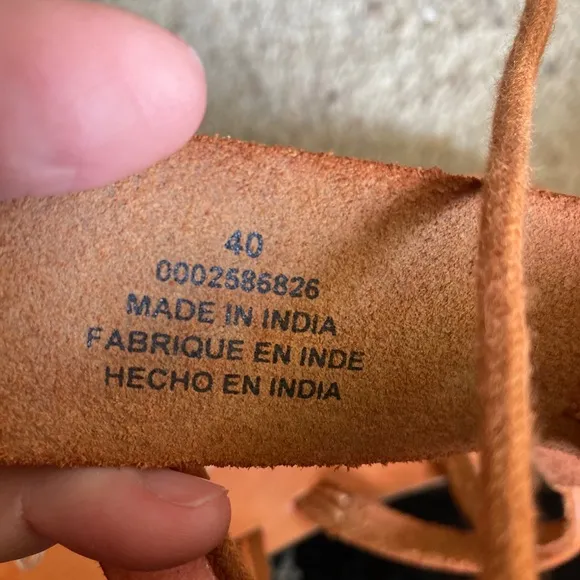 40
0002586826
MADE IN INDIA
FABRIQUE EN INDE
HECHO EN INDIA